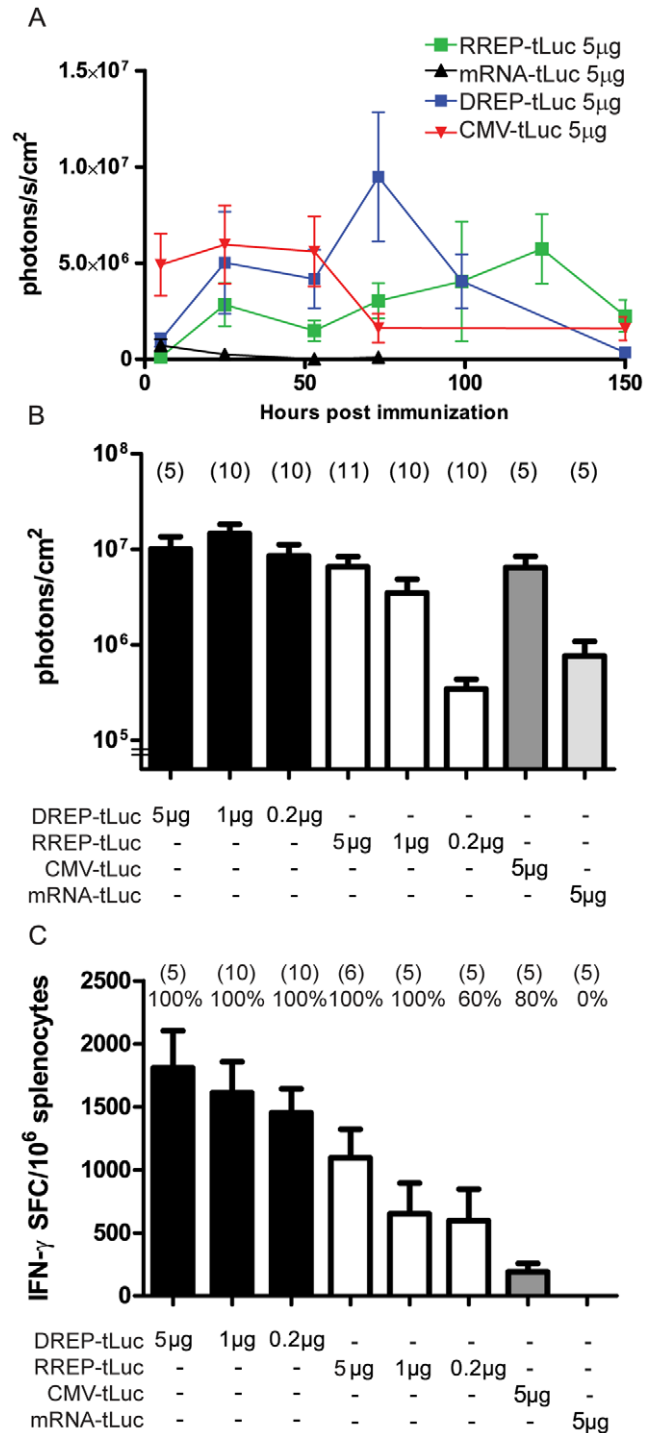 A
RREP-tLuc 5µg
mRNA-tLuc 5µg
DREP-tLuc 5µg
CMV-tLuc 5µg
1.5×10⁷
1.0×10⁷
5.0×10⁶
0
photons/s/cm²
0 50 100 150
Hours post immunization
B
10⁸
10⁷
10⁶
10⁵
photons/cm²
(5) (10) (10) (11) (10) (10) (5) (5)
DREP-tLuc 5µg 1µg 0.2µg - - - - -
RREP-tLuc - - - 5µg 1µg 0.2µg - -
CMV-tLuc - - - - - - 5µg -
mRNA-tLuc - - - - - - - 5µg
C
(5) (10) (10) (6) (5) (5) (5) (5)
100% 100% 100% 100% 100% 60% 80% 0%
2500
2000
1500
1000
500
0
IFN-γ SFC/10⁶ splenocytes
DREP-tLuc 5µg 1µg 0.2µg - - - - -
RREP-tLuc - - - 5µg 1µg 0.2µg - -
CMV-tLuc - - - - - - 5µg -
mRNA-tLuc - - - - - - - 5µg